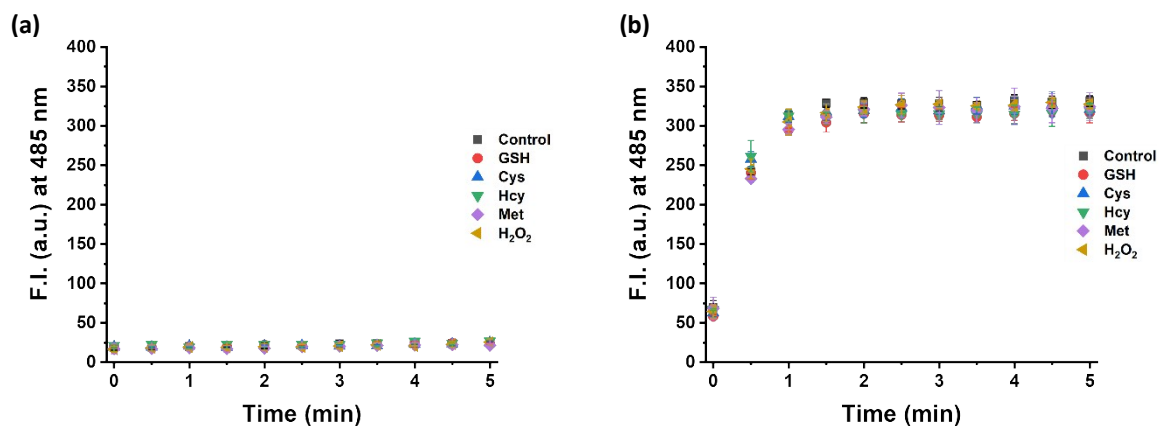 (a)
F.I. (a.u.) at 485 nm
400
350
300
250
200
150
100
50
0
0 1 2 3 4 5
Time (min)
Control
GSH
Cys
Hcy
Met
H₂O₂
(b)
F.I. (a.u.) at 485 nm
400
350
300
250
200
150
100
50
0
0 1 2 3 4 5
Time (min)
Control
GSH
Cys
Hcy
Met
H₂O₂